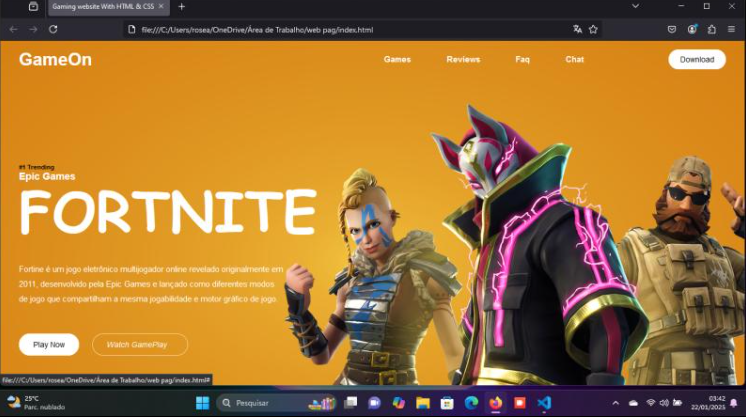 Gaming website With HTML & CSS
file:///C:/Users/rosea/OneDrive/Área de Trabalho/web pag/index.html
GameOn
Games
Reviews
Faq
Chat
Download
#1 Trending
Epic Games
FORTNITE
Fortine é um jogo eletrônico multijogador online revelado originalmente em
2011, desenvolvido pela Epic Games e lançado como diferentes modos
de jogo que compartilham a mesma jogabilidade e motor gráfico de jogo
Play Now
Watch GamePlay
file:///C:/Users/rosea/OneDrive/Área de Trabalho/web pag/index.html#
25°C
Parc. nublado
Pesquisar
03:42
22/01/2025